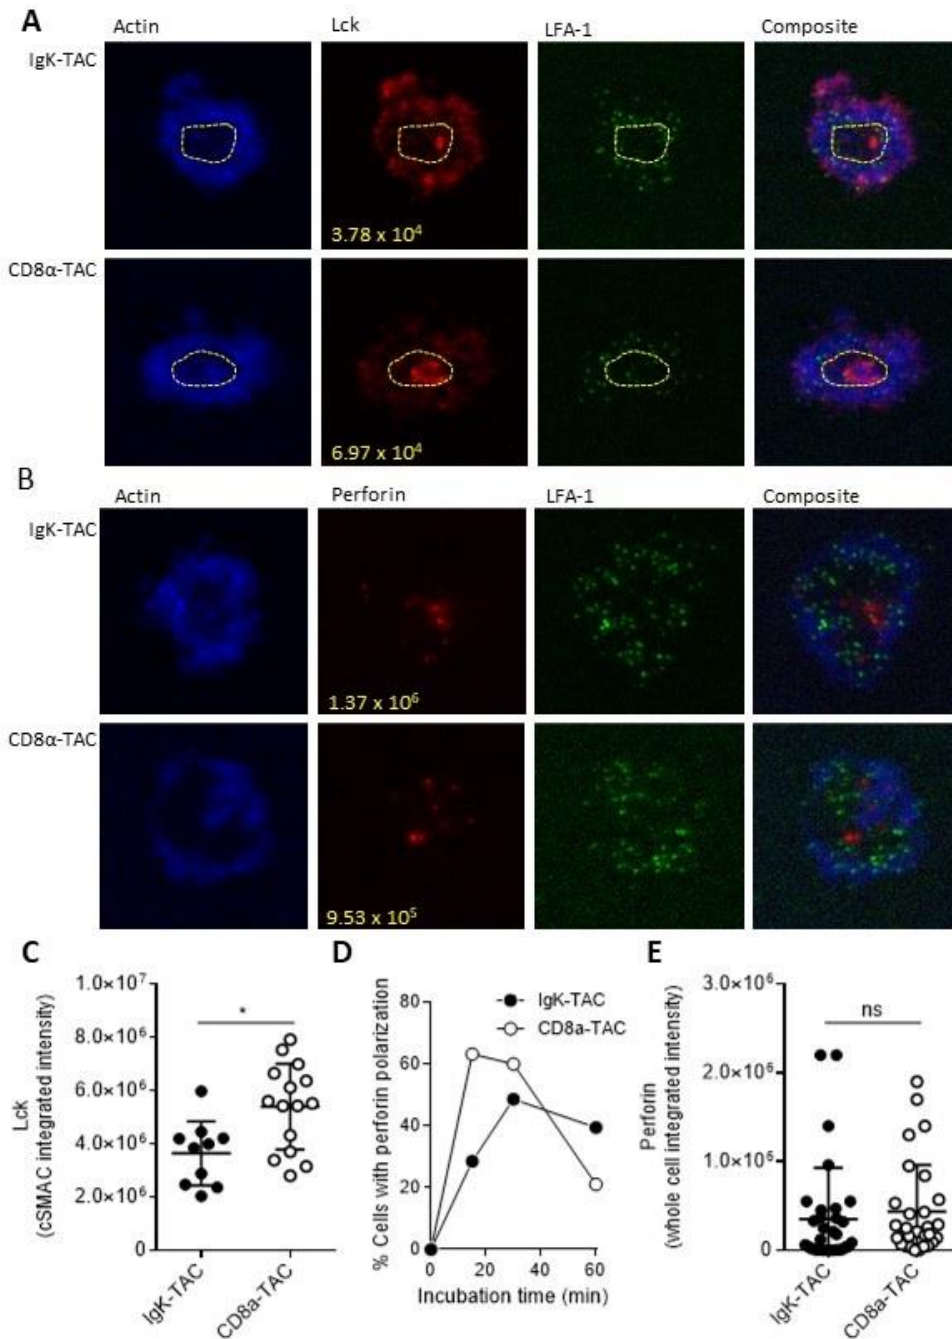 A
Actin Lck LFA-1 Composite
IgK-TAC
3.78 x 10⁴
CD8α-TAC
6.97 x 10⁴
B
Actin Perforin LFA-1 Composite
IgK-TAC
1.37 x 10⁶
CD8α-TAC
9.53 x 10⁵
C
Lck
(cSMAC integrated intensity)
1.0×10⁷
8.0×10⁶
6.0×10⁶
4.0×10⁶
2.0×10⁶
0
*
IgK-TAC
CD8a-TAC
D
% Cells with perforin polarization
80
60
40
20
0
IgK-TAC
CD8a-TAC
0 20 40 60
Incubation time (min)
E
Perforin
(whole cell integrated intensity)
3.0×10⁶
2.0×10⁶
1.0×10⁵
0
ns
IgK-TAC
CD8a-TAC